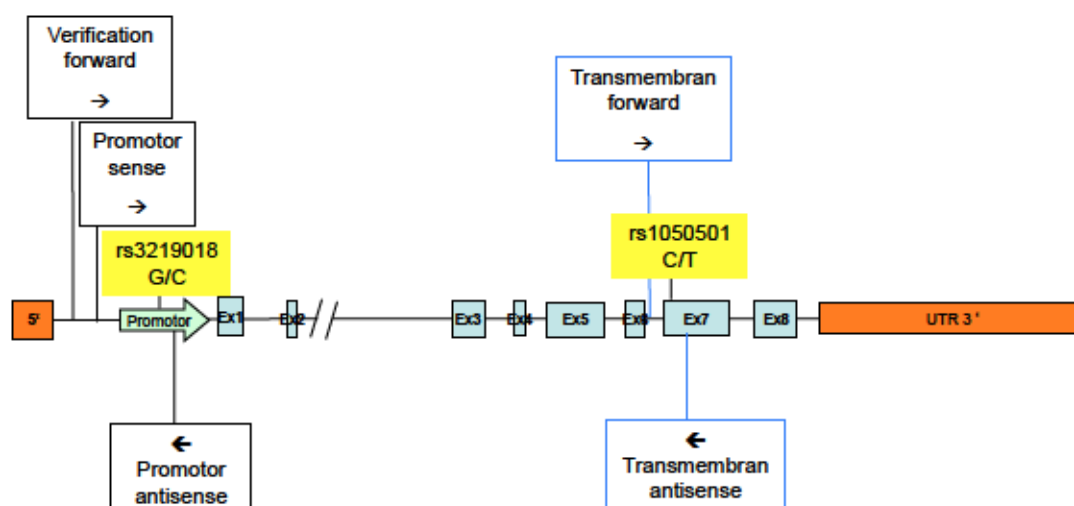 Verification
forward
→
Promotor
sense
→
Transmembran
forward
→
rs3219018
G/C
rs1050501
C/T
5' Promotor Ex1 Ex2 Ex3 Ex4 Ex5 Ex6 Ex7 Ex8 UTR 3 '
←
Promotor
antisense
←
Transmembran
antisense